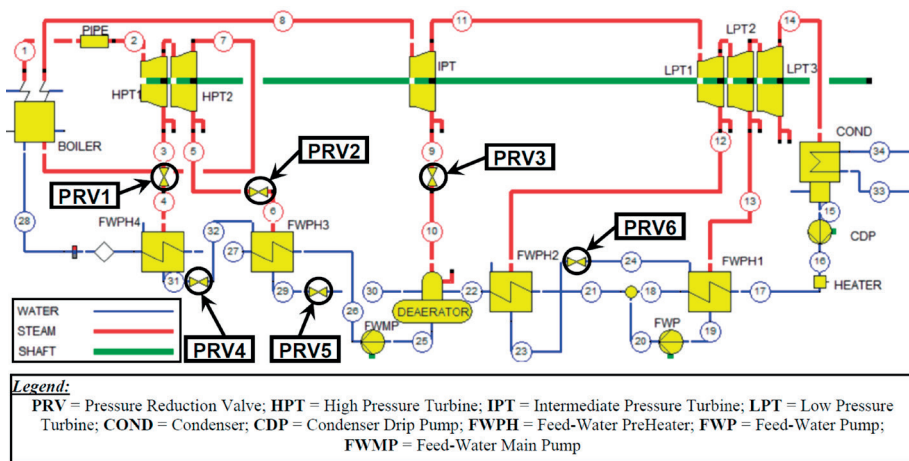 8
11
14
1
PIPE
2
7
LPT2
IPT
LPT1
LPT3
HPT1
HPT2
12
BOILER
3
5
PRV2
9
PRV3
COND
34
PRV1
33
4
6
10
13
15
28
FWPH4
32
FWPH3
PRV6
CDP
27
FWPH2
24
FWPH1
16
31
29
30
22
21
18
17
HEATER
26
DEAERATOR
WATER
STEAM
SHAFT
PRV4
PRV5
FWMP
25
23
20
FWP
19
Legend:
PRV = Pressure Reduction Valve; HPT = High Pressure Turbine; IPT = Intermediate Pressure Turbine; LPT = Low Pressure
Turbine; COND = Condenser; CDP = Condenser Drip Pump; FWPH = Feed-Water PreHeater; FWP = Feed-Water Pump;
FWMP = Feed-Water Main Pump